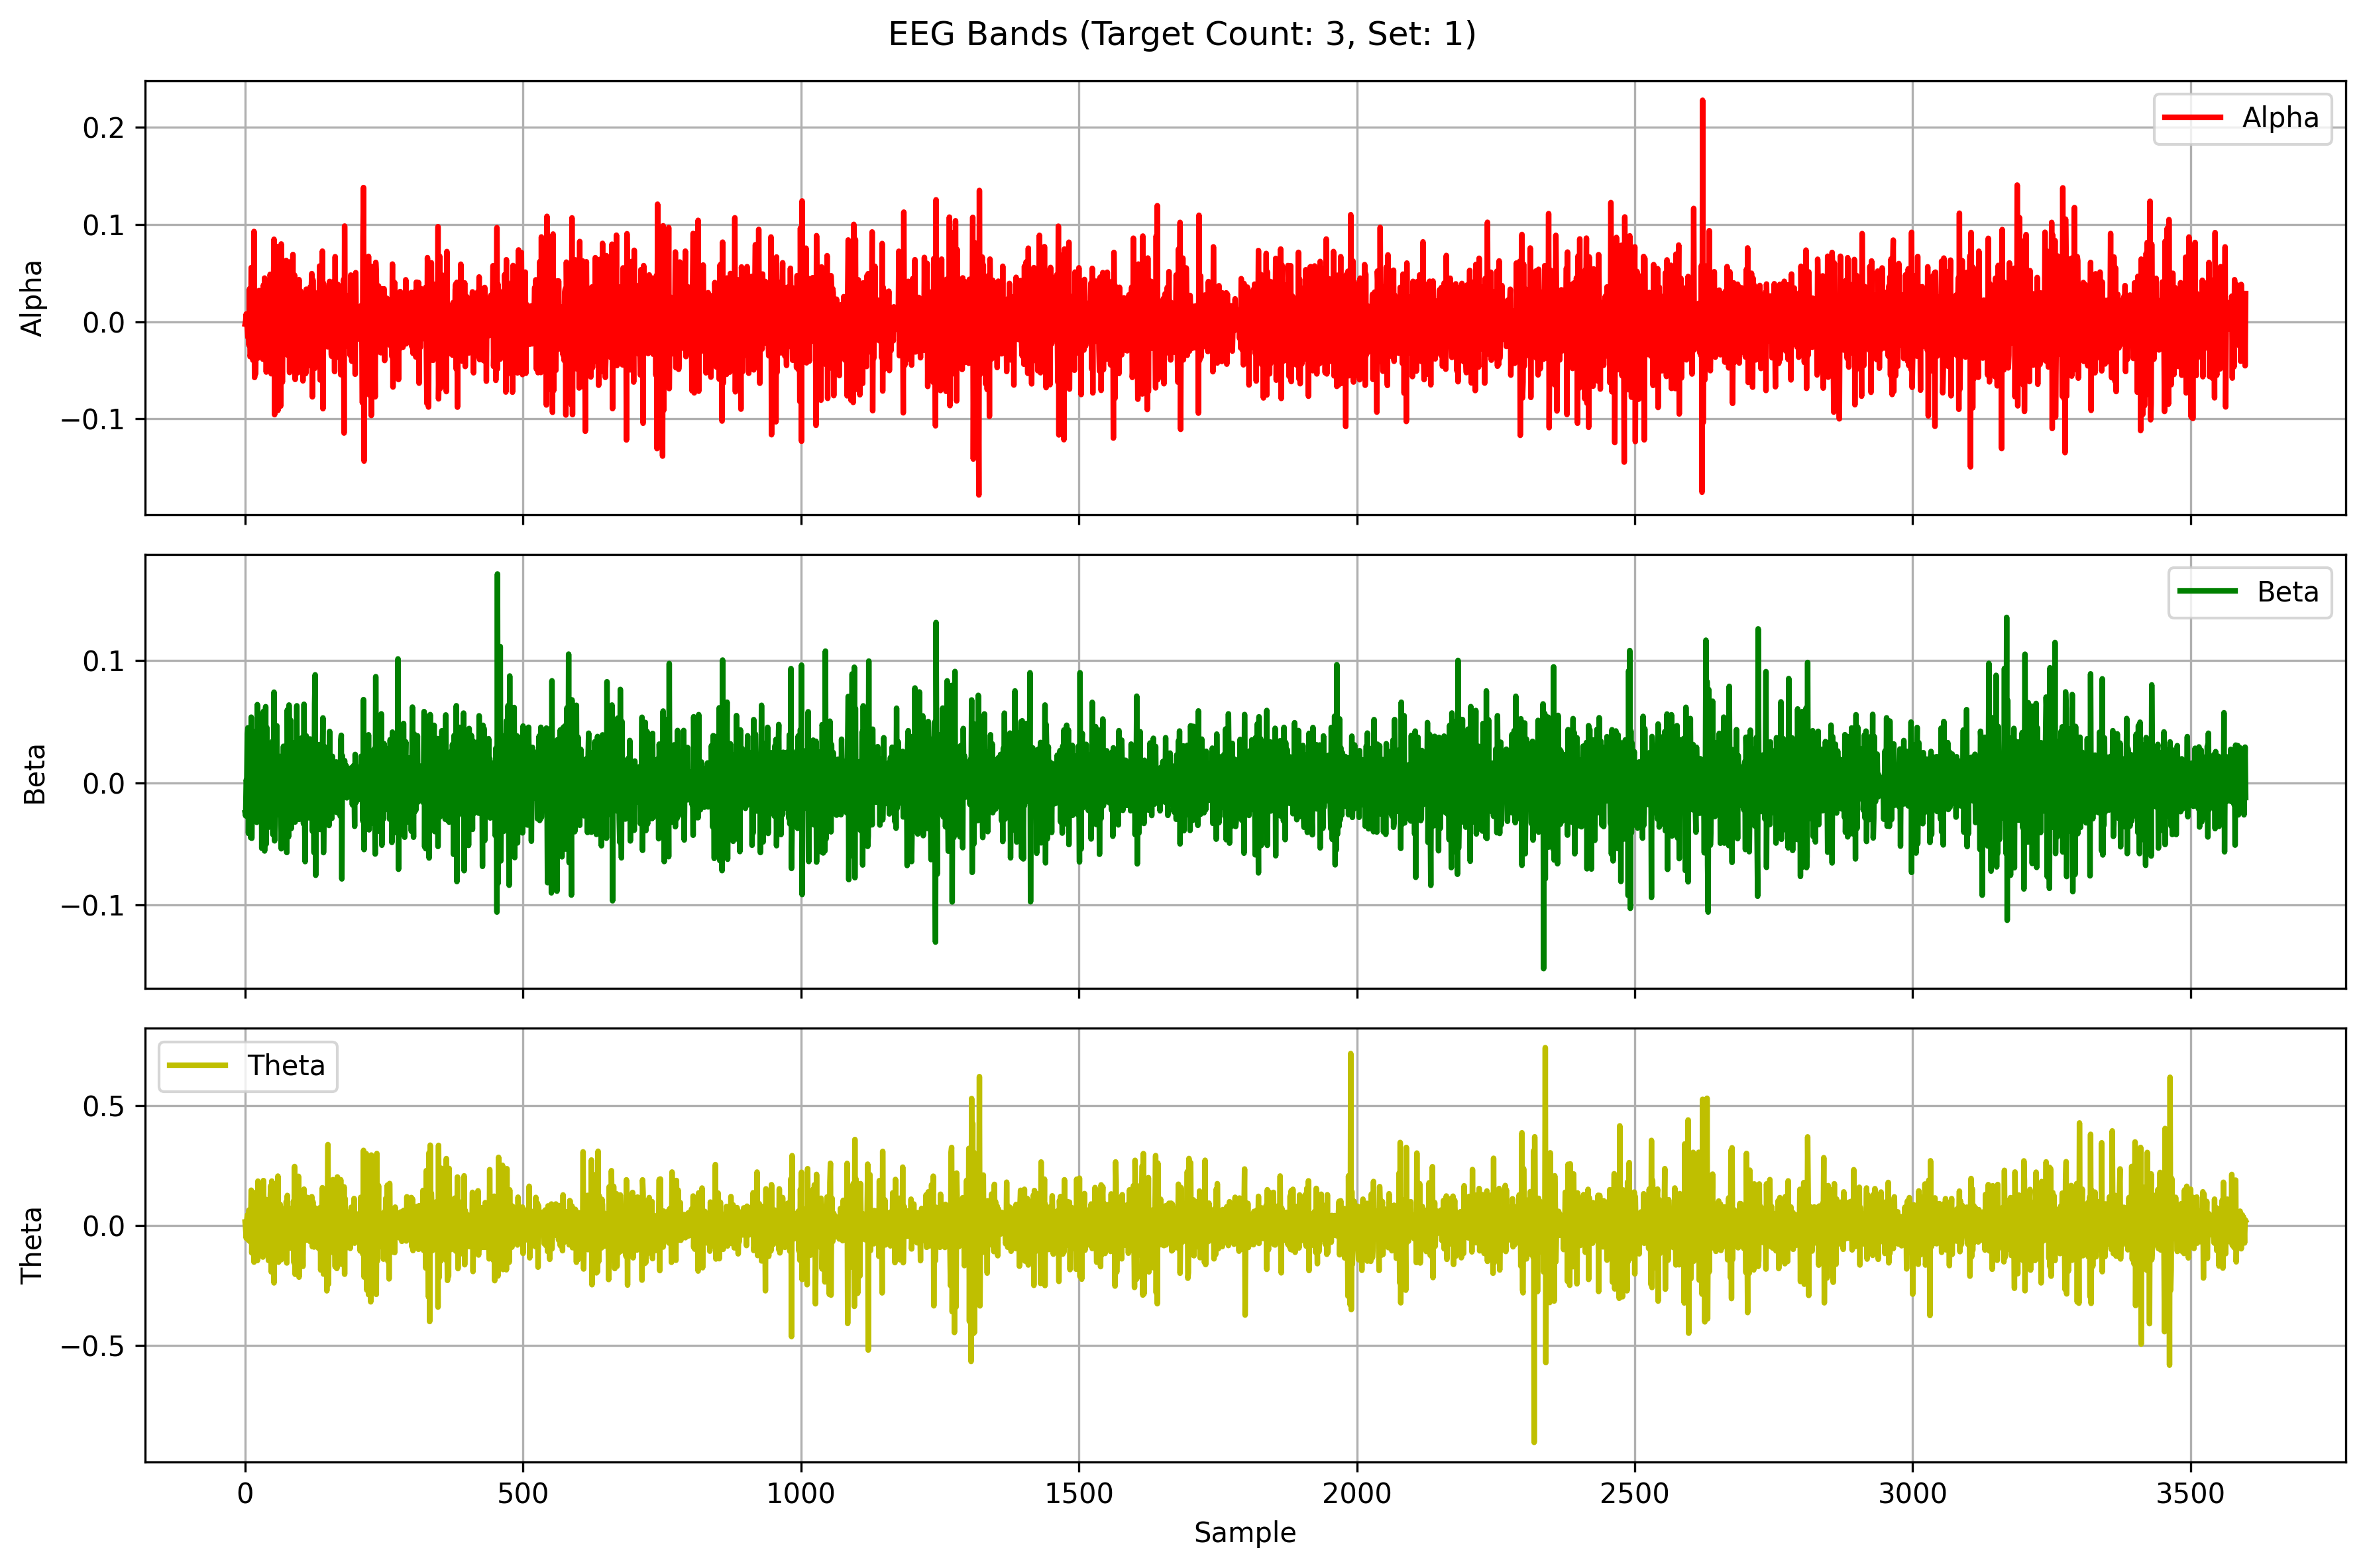 EEG Bands (Target Count: 3, Set: 1)
Alpha
0.2
0.1
0.0
−0.1
Alpha
Beta
0.1
0.0
−0.1
Beta
Theta
0.5
0.0
−0.5
Theta
0 500 1000 1500 2000 2500 3000 3500
Sample